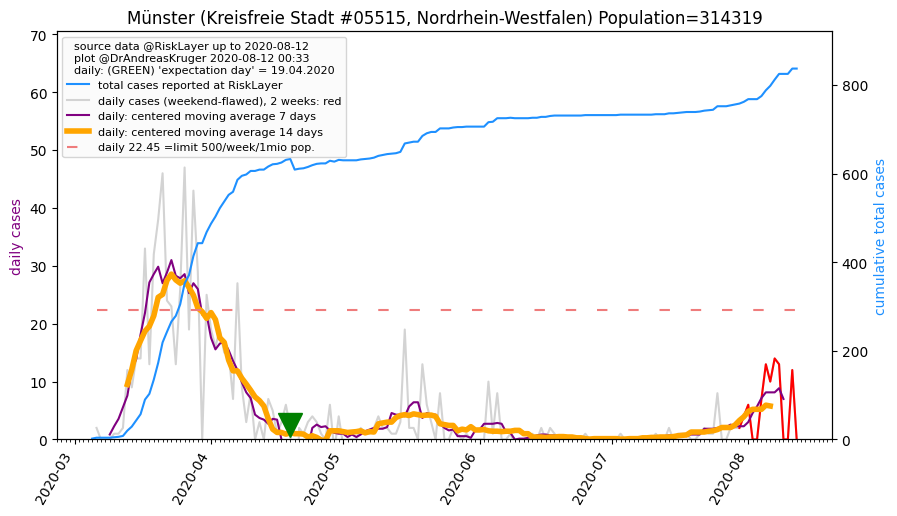 Münster (Kreisfreie Stadt #05515, Nordrhein-Westfalen) Population=314319
source data @RiskLayer up to 2020-08-12
plot @DrAndreasKruger 2020-08-12 00:33
daily: (GREEN) 'expectation day' = 19.04.2020
total cases reported at RiskLayer
daily cases (weekend-flawed), 2 weeks: red
daily: centered moving average 7 days
daily: centered moving average 14 days
daily 22.45 =limit 500/week/1mio pop.
daily cases
70
60
50
40
30
20
10
0
cumulative total cases
800
600
400
200
0
2020-03
2020-04
2020-05
2020-06
2020-07
2020-08